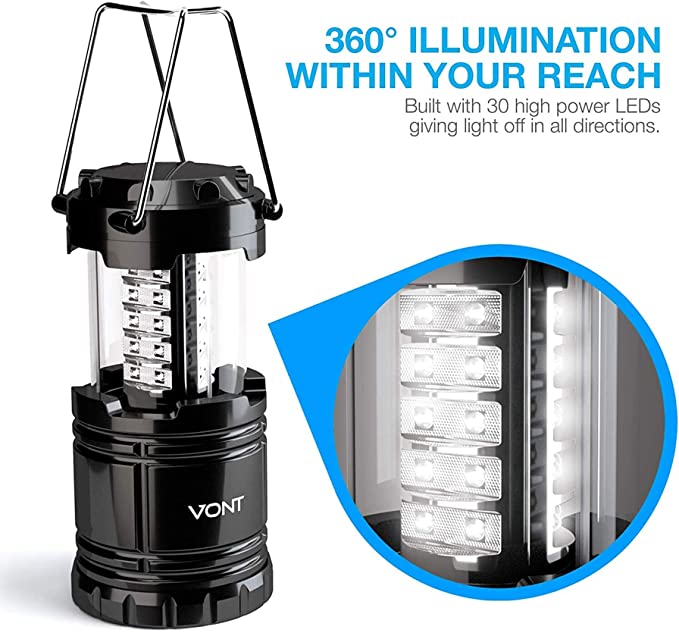 360° ILLUMINATION
WITHIN YOUR REACH
Built with 30 high power LEDs
giving light off in all directions.
VONT